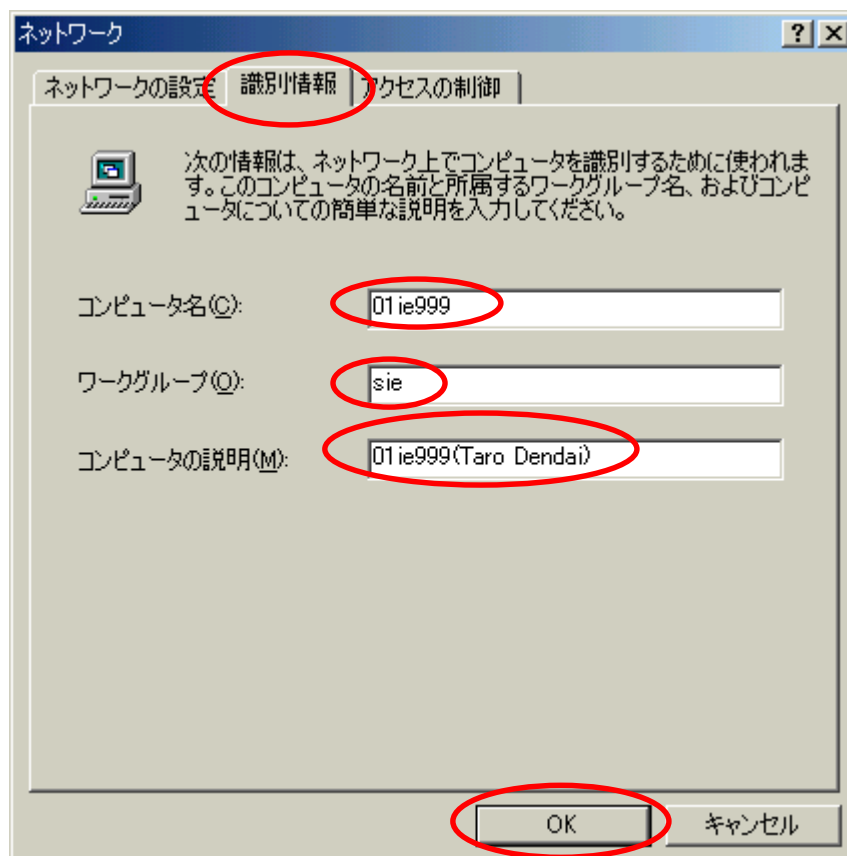 ネットワーク
ネットワークの設定 識別情報 アクセスの制御
次の情報は、ネットワーク上でコンピュータを識別するために使われま
す。このコンピュータの名前と所属するワークグループ名、およびコンピ
ュータについての簡単な説明を入力してください。
コンピュータ名(C): 01ie999
ワークグループ(O): sie
コンピュータの説明(M): 01ie999(Taro Dendai)
OK キャンセル